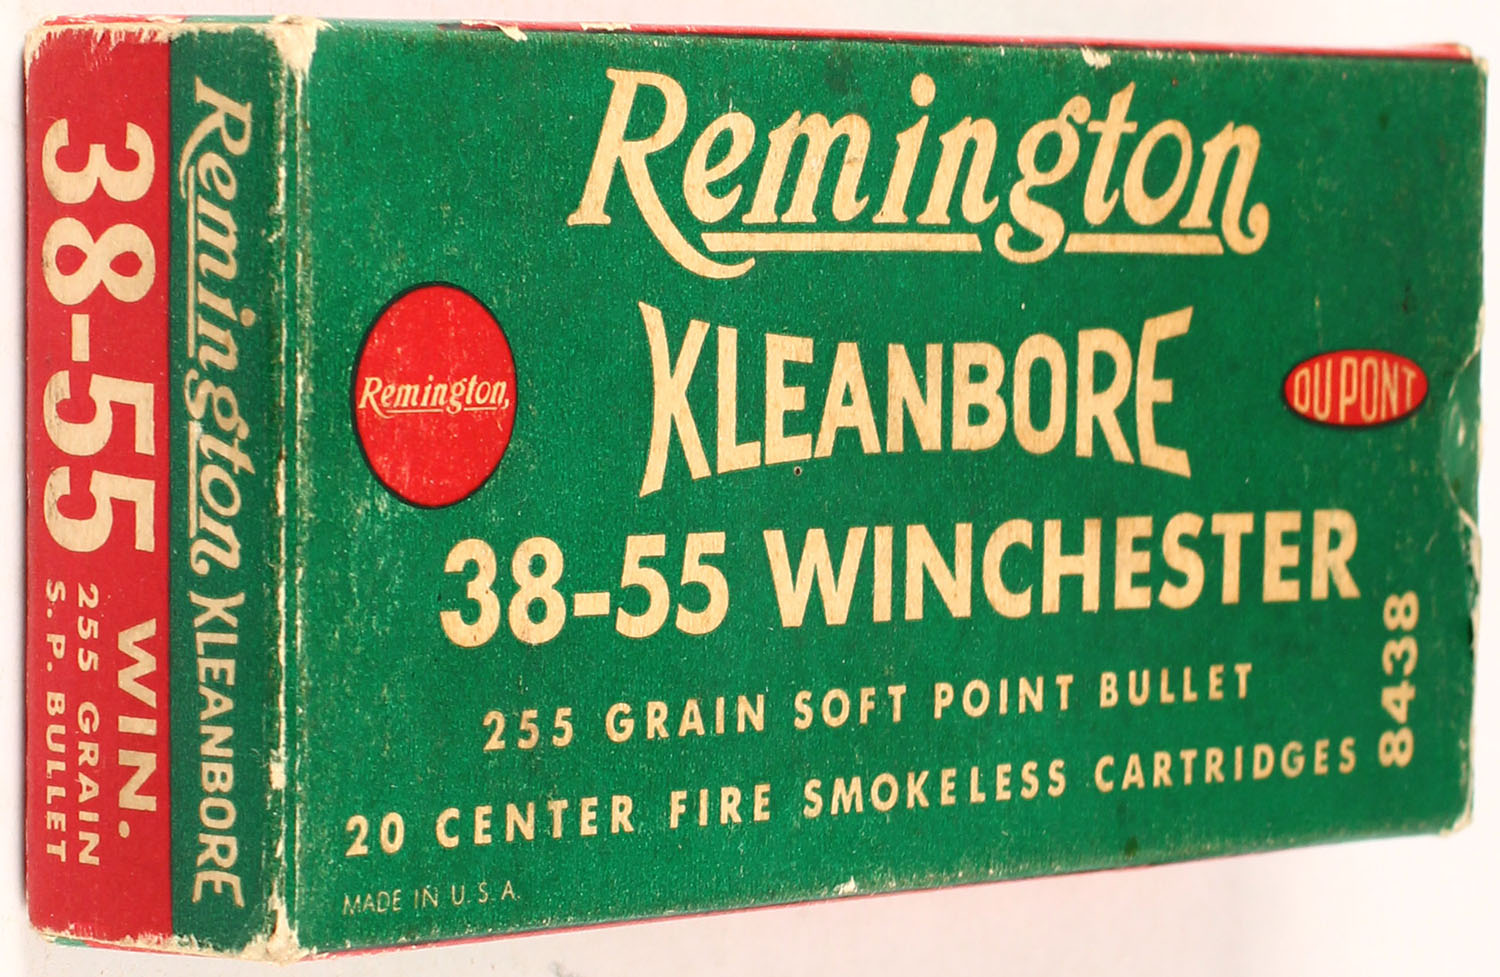 Remington
KLEANBORE
Remington,
DU PONT
38-55 WINCHESTER
255 GRAIN SOFT POINT BULLET
20 CENTER FIRE SMOKELESS CARTRIDGES
8438
MADE IN U.S.A.
Remington KLEANBORE
38-55 WIN.
255 GRAIN
S. P. BULLET